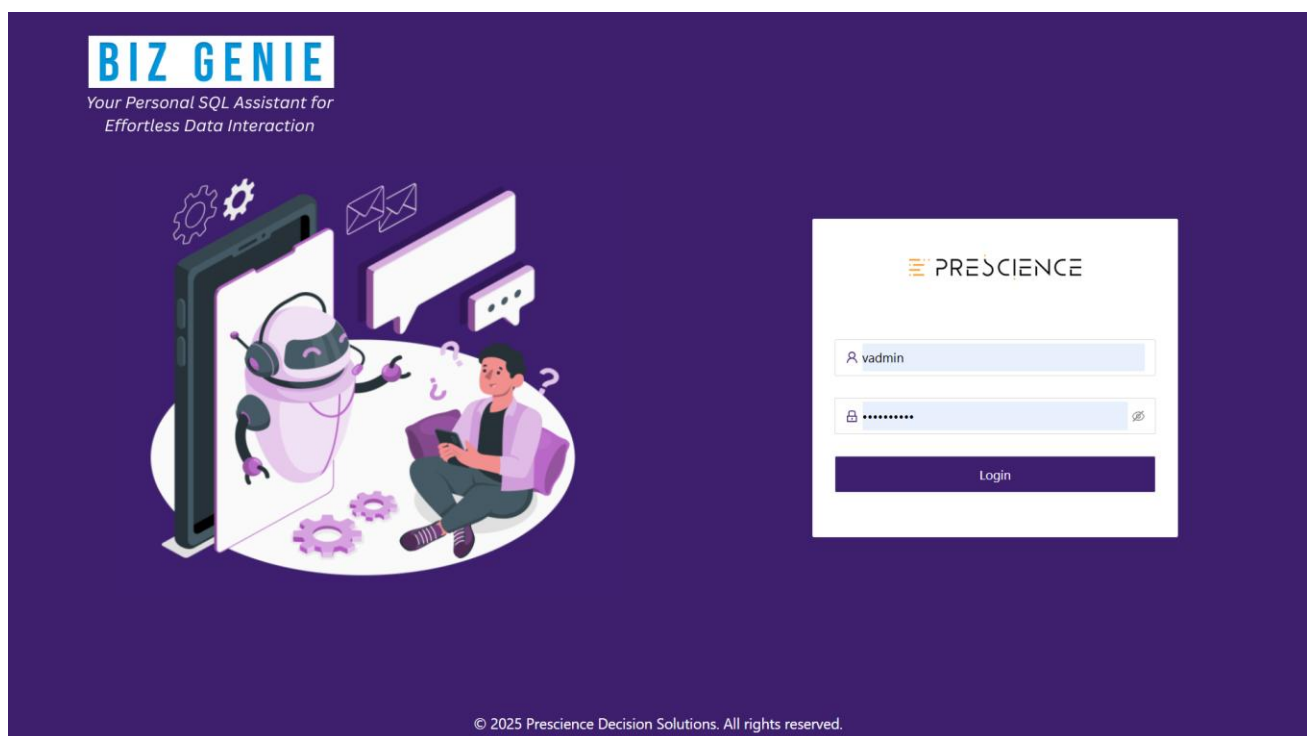 BIZ GENIE
Your Personal SQL Assistant for
Effortless Data Interaction
? ? ?
PRESCIENCE
vadmin
••••••••••
Login
© 2025 Prescience Decision Solutions. All rights reserved.